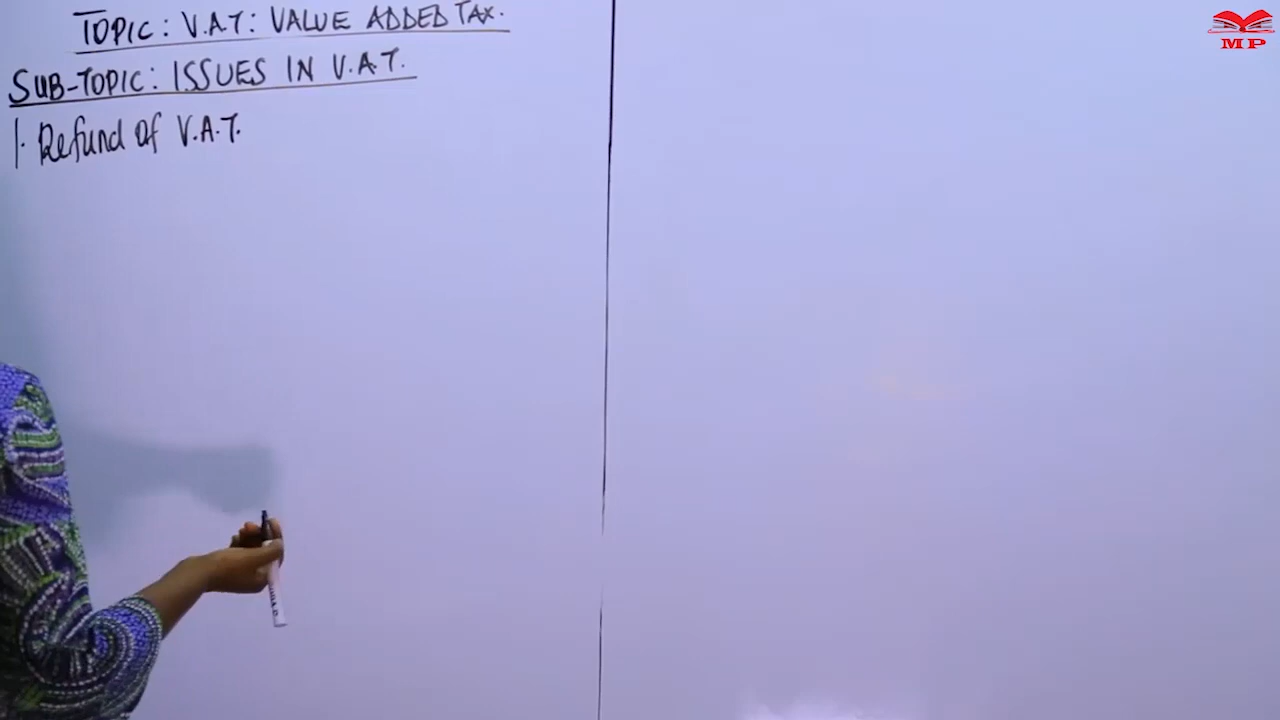 TOPIC: V.A.T: VALUE ADDED TAX.
SUB-TOPIC: ISSUES IN V.A.T.
1. Refund of V.A.T.
MP